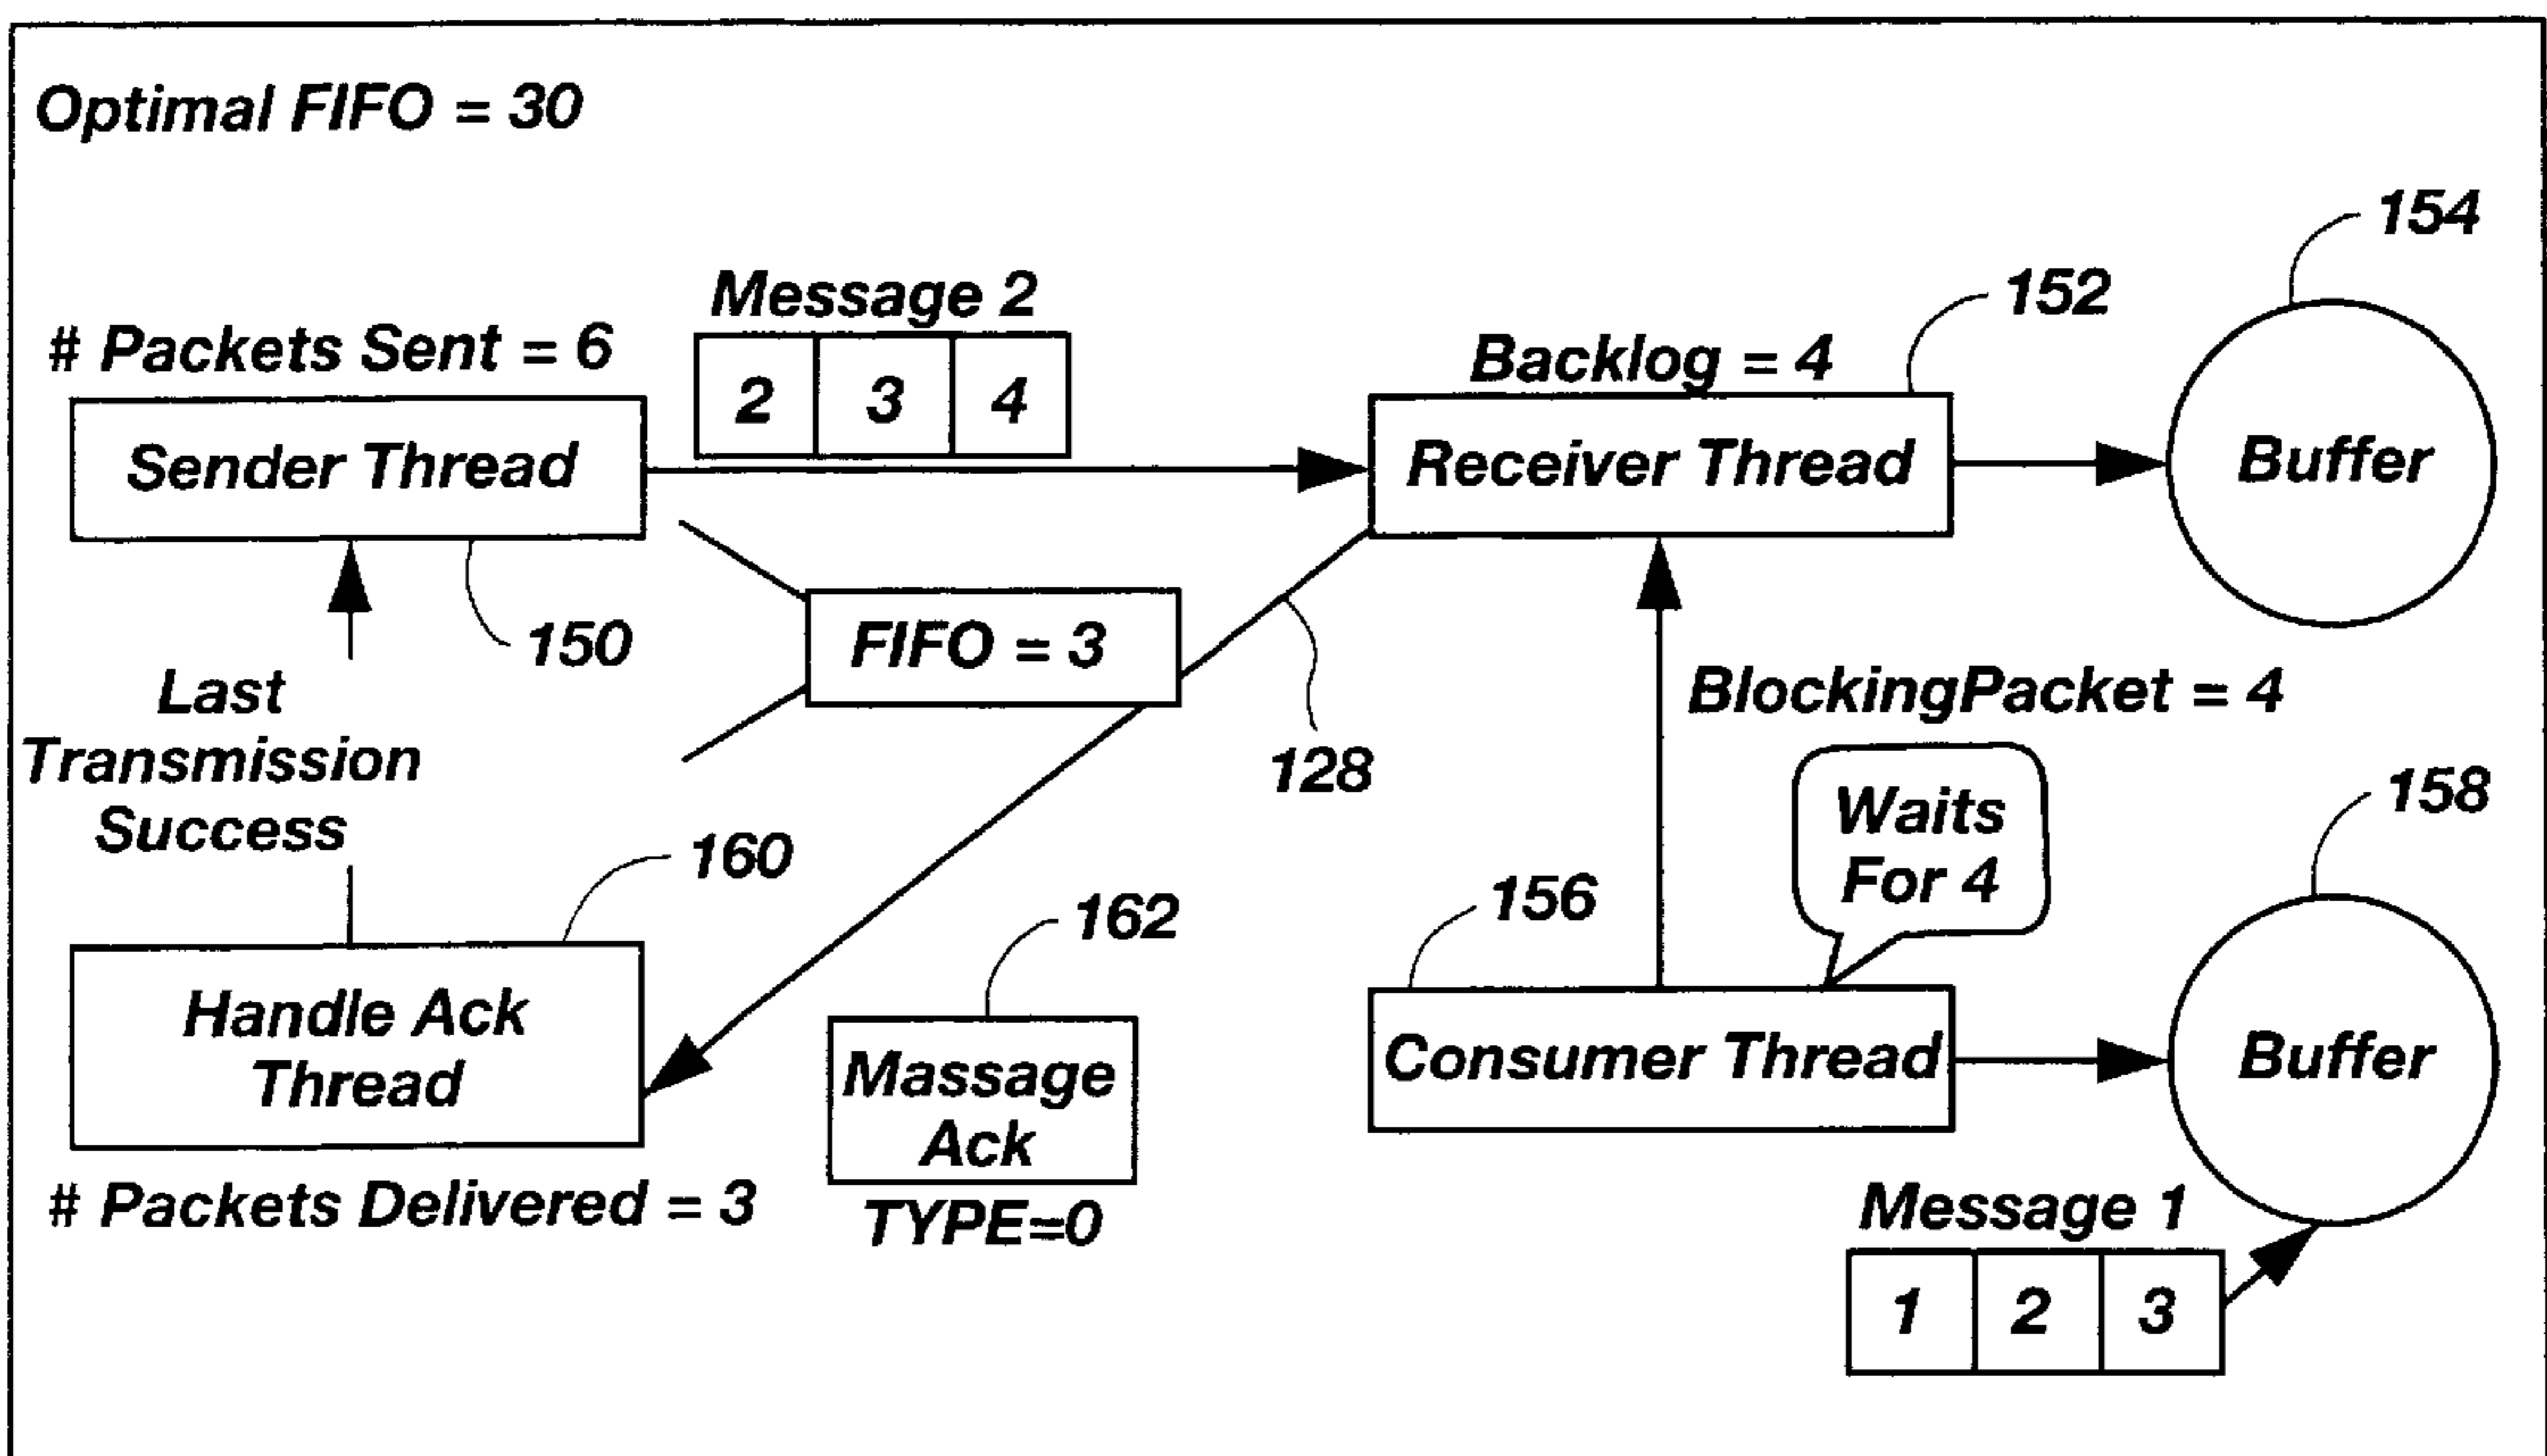 Optimal FIFO = 30
154
152
Message 2
# Packets Sent = 6
2 3 4
Backlog = 4
Sender Thread
Receiver Thread
Buffer
150
FIFO = 3
128
BlockingPacket = 4
Last
Transmission
Success
Waits
For 4
158
160
156
162
Handle Ack
Thread
Massage
Ack
TYPE=0
Consumer Thread
Buffer
# Packets Delivered = 3
Message 1
1 2 3